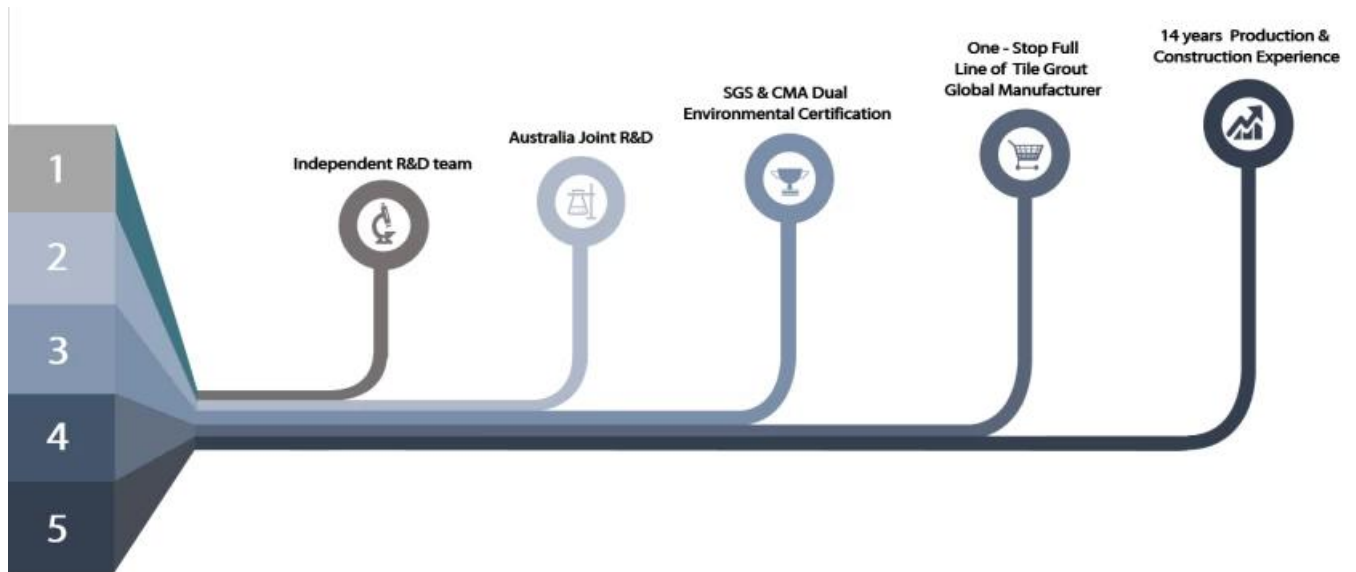 1
2
3
4
5
Independent R&D team
Australia Joint R&D
SGS & CMA Dual
Environmental Certification
One - Stop Full
Line of Tile Grout
Global Manufacturer
14 years Production &
Construction Experience